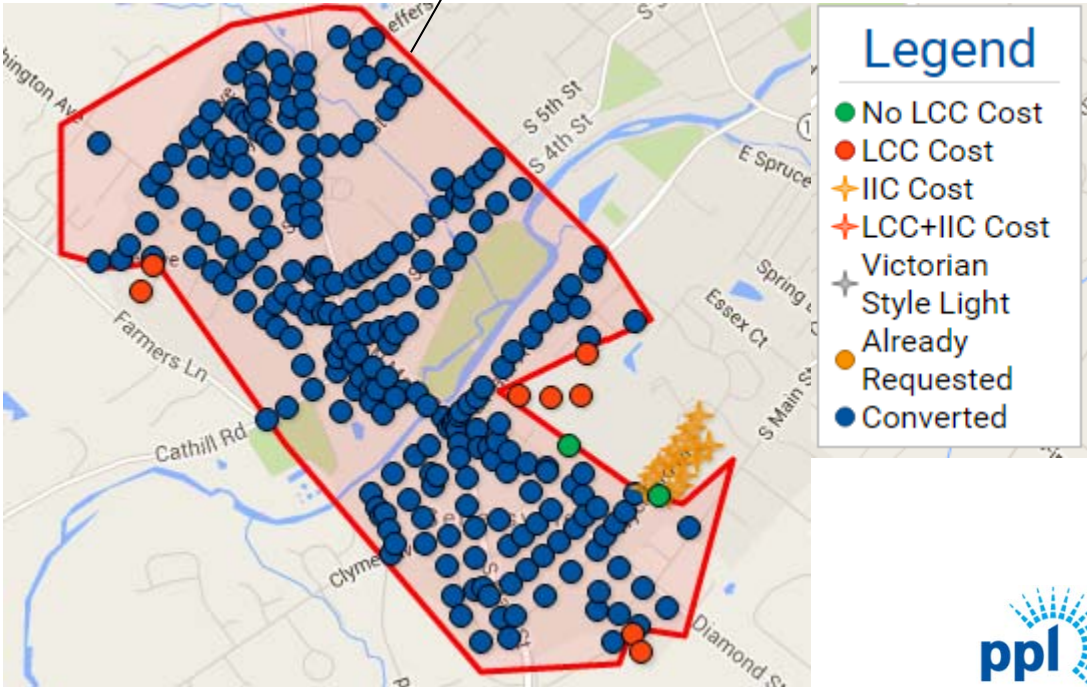 effers
S 5th St
S 4th St
E Spruce
Spring
Essex Ct
S Main St
Farmers Ln
Cathill Rd
Diamond St
Legend
No LCC Cost
LCC Cost
IIC Cost
LCC+IIC Cost
Victorian
Style Light
Already
Requested
Converted
ppl